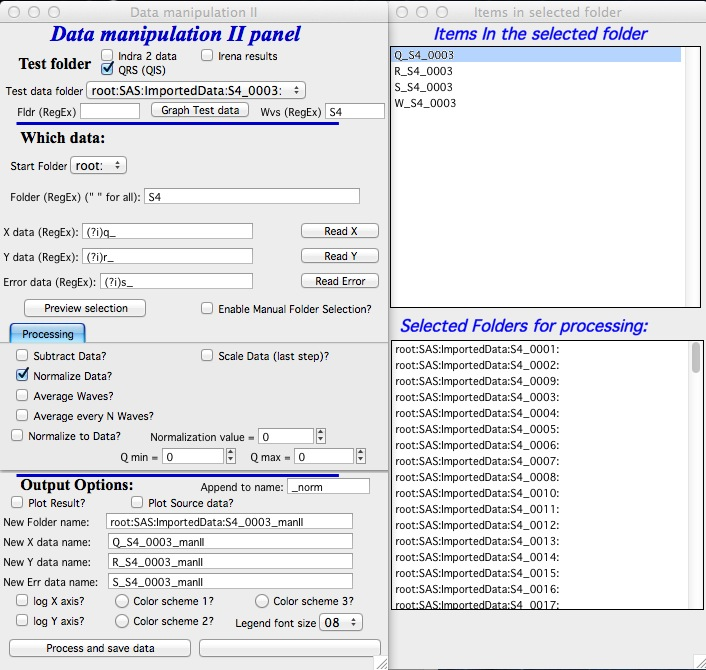 Data manipulation II
Data manipulation II panel
Test folder
Indra 2 data
Irena results
QRS (QIS)
Test data folder root:SAS:ImportedData:S4_0003:
Fldr (RegEx)
Graph Test data
Wvs (RegEx) S4
Which data:
Start Folder root:
Folder (RegEx) (" " for all): S4
X data (RegEx): (?i)q_
Read X
Y data (RegEx): (?i)r_
Read Y
Error data (RegEx): (?i)s_
Read Error
Preview selection
Enable Manual Folder Selection?
Processing
Subtract Data?
Scale Data (last step)?
Normalize Data?
Average Waves?
Average every N Waves?
Normalize to Data?
Normalization value = 0
Q min = 0
Q max = 0
Output Options:
Append to name: _norm
Plot Result?
Plot Source data?
New Folder name: root:SAS:ImportedData:S4_0003_manII
New X data name: Q_S4_0003_manII
New Y data name: R_S4_0003_manII
New Err data name: S_S4_0003_manII
log X axis?
Color scheme 1?
Color scheme 3?
log Y axis?
Color scheme 2?
Legend font size 08
Process and save data
Items in selected folder
Items In the selected folder
Q_S4_0003
R_S4_0003
S_S4_0003
W_S4_0003
Selected Folders for processing:
root:SAS:ImportedData:S4_0001:
root:SAS:ImportedData:S4_0002:
root:SAS:ImportedData:S4_0009:
root:SAS:ImportedData:S4_0003:
root:SAS:ImportedData:S4_0004:
root:SAS:ImportedData:S4_0005:
root:SAS:ImportedData:S4_0006:
root:SAS:ImportedData:S4_0007:
root:SAS:ImportedData:S4_0008:
root:SAS:ImportedData:S4_0010:
root:SAS:ImportedData:S4_0011:
root:SAS:ImportedData:S4_0012:
root:SAS:ImportedData:S4_0013:
root:SAS:ImportedData:S4_0014:
root:SAS:ImportedData:S4_0015:
root:SAS:ImportedData:S4_0016:
root:SAS:ImportedData:S4_0017: